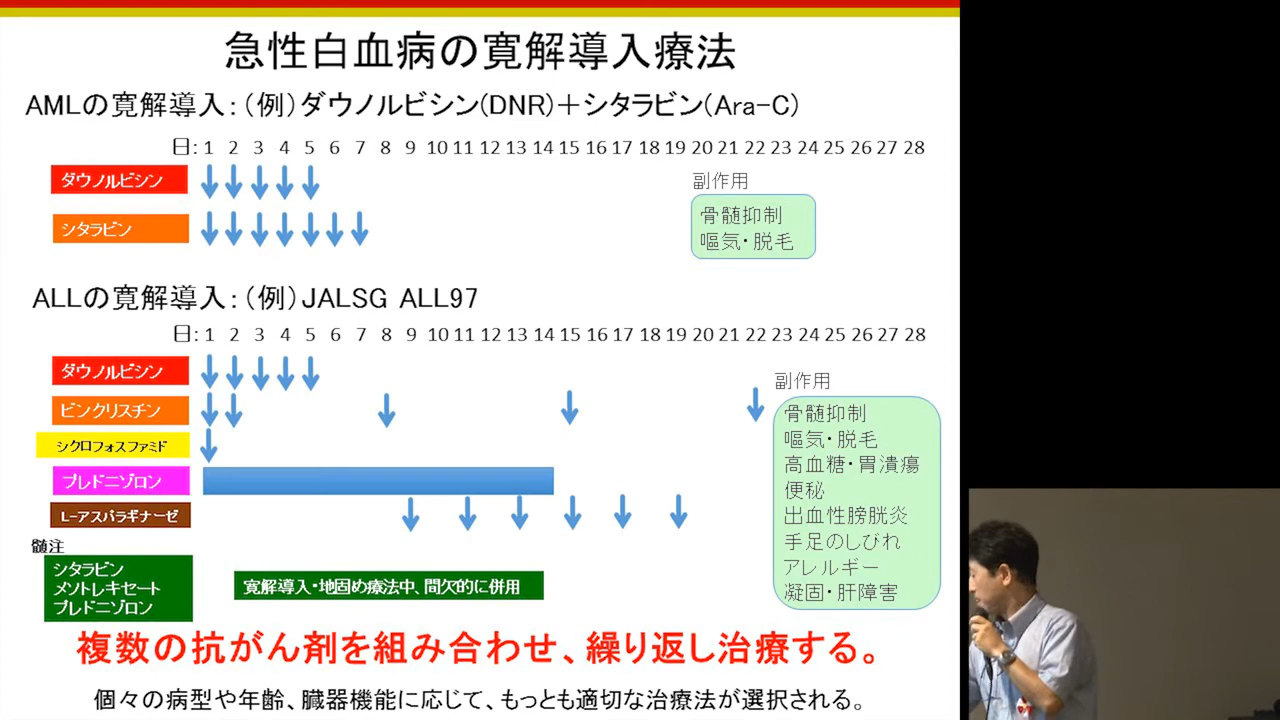 急性白血病の寛解導入療法
AMLの寛解導入：（例）ダウノルビシン(DNR)＋シタラビン(Ara-C)
日: 1 2 3 4 5 6 7 8 9 10 11 12 13 14 15 16 17 18 19 20 21 22 23 24 25 26 27 28
ダウノルビシン
シタラビン
副作用
骨髄抑制
嘔気・脱毛
ALLの寛解導入：（例）JALSG ALL97
日: 1 2 3 4 5 6 7 8 9 10 11 12 13 14 15 16 17 18 19 20 21 22 23 24 25 26 27 28
ダウノルビシン
ビンクリスチン
シクロフォスファミド
プレドニゾロン
L-アスパラギナーゼ
髄注
シタラビン
メソトレキセート
プレドニゾロン
寛解導入・地固め療法中、間欠的に併用
副作用
骨髄抑制
嘔気・脱毛
高血糖・胃潰瘍
便秘
出血性膀胱炎
手足のしびれ
アレルギー
凝固・肝障害
複数の抗がん剤を組み合わせ、繰り返し治療する。
個々の病型や年齢、臓器機能に応じて、もっとも適切な治療法が選択される。